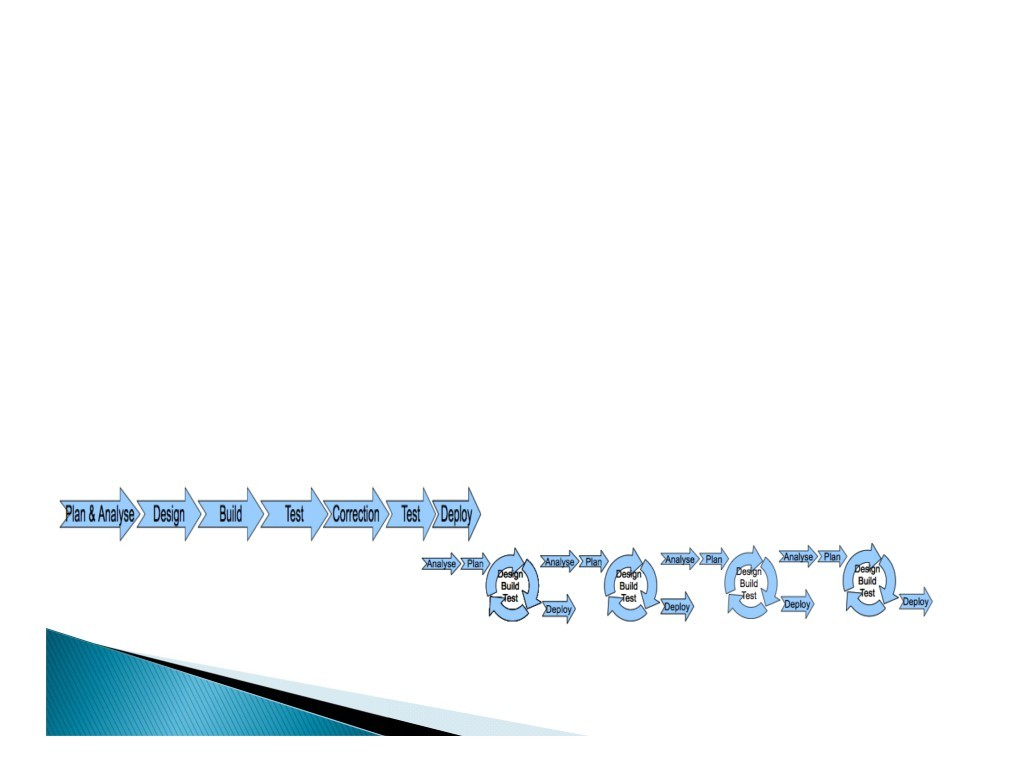 Plan & Analyse Design Build Test Correction Test Deploy
Analyse Plan
Design
Build
Test
Deploy
Analyse Plan
Design
Build
Test
Deploy
Analyse Plan
Design
Build
Test
Deploy
Analyse Plan
Design
Build
Test
Deploy